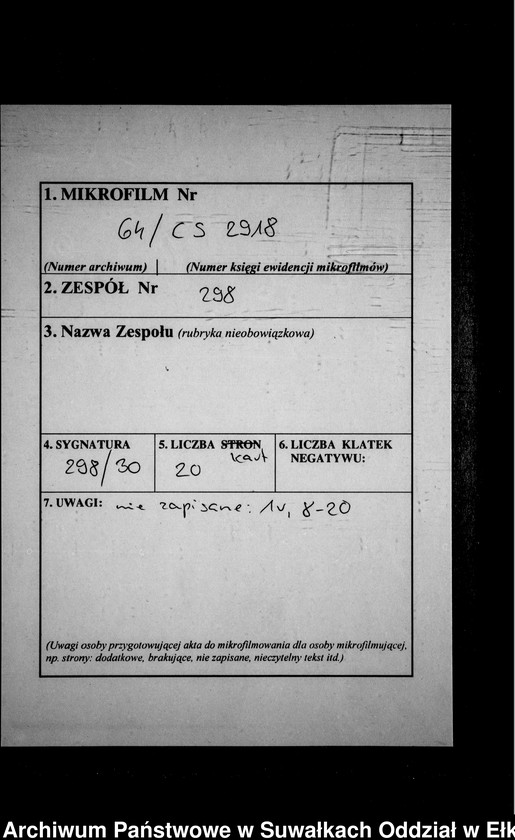 1. MIKROFILM Nr
64/CS 2918
(Numer archiwum) | (Numer księgi ewidencji mikrofilmów)
2. ZESPÓŁ Nr 298
3. Nazwa Zespołu (rubryka nieobowiązkowa)
4. SYGNATURA
298/30
5. LICZBA STRON
kart
20
6. LICZBA KLATEK
NEGATYWU:
7. UWAGI: nie zapisane: 1v, 8-20
(Uwagi osoby przygotowującej akta do mikrofilmowania dla osoby mikrofilmującej,
np. strony: dodatkowe, brakujące, nie zapisane, nieczytelny tekst itd.)
Archiwum Państwowe w Suwałkach Oddział w Ełk